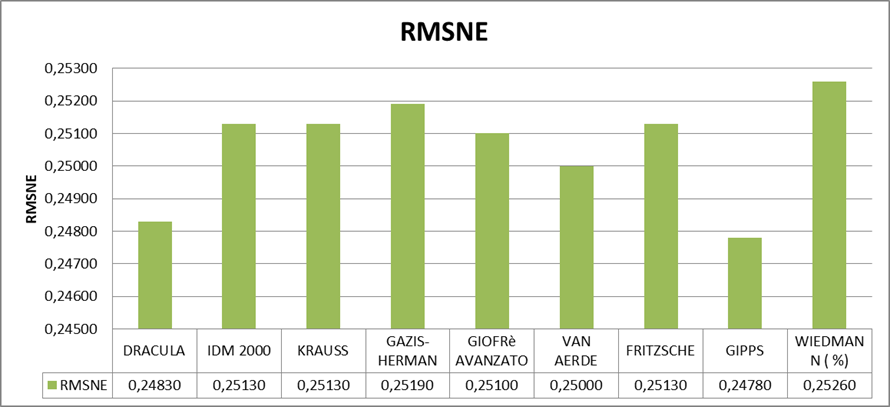 RMSNE
0,25300
0,25200
0,25100
0,25000
0,24900
0,24800
0,24700
0,24600
0,24500
RMSNE
DRACULA IDM 2000 KRAUSS GAZIS- GIOFRè VAN FRITZSCHE GIPPS WIEDMAN
HERMAN AVANZATO AERDE N ( %)
RMSNE 0,24830 0,25130 0,25130 0,25190 0,25100 0,25000 0,25130 0,24780 0,25260